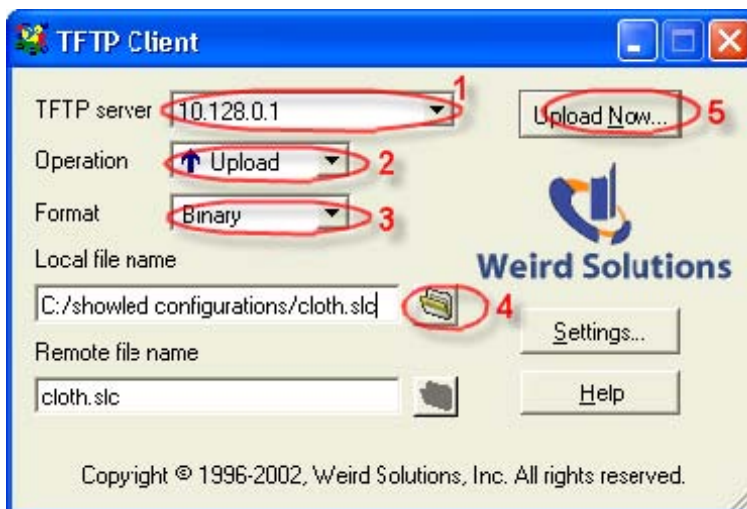 TFTP Client
TFTP server 10.128.0.1 1 Upload Now... 5
Operation Upload 2
Format Binary 3
Weird Solutions
Local file name
C:/showled configurations/cloth.slc 4
Settings...
Remote file name
cloth.slc
Help
Copyright © 1996-2002, Weird Solutions, Inc. All rights reserved.